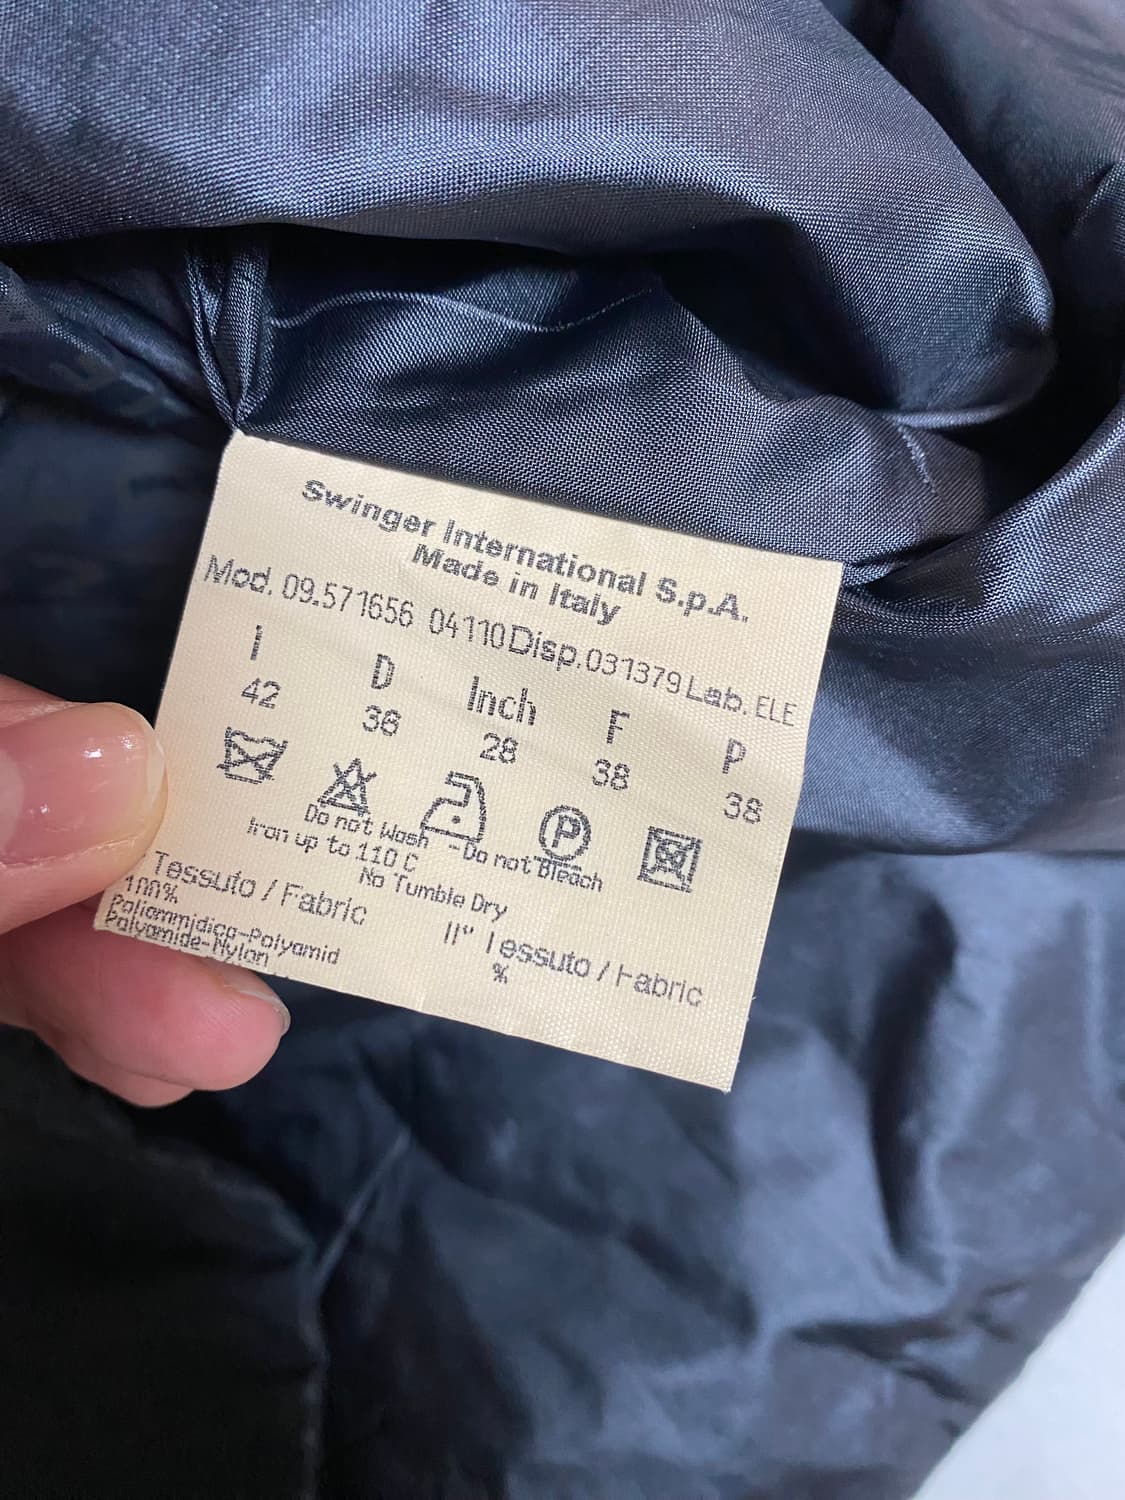 Swinger International S.p.A.
Made in Italy
Mod. 09.571656 04110 Disp. 031379 Lab. ELE
I D Inch F P
42 36 28 38 38
P
Do not Wash - Do not Bleach
Iron up to 110 C
No Tumble Dry
I° Tessuto / Fabric II° Tessuto / Fabric
100% %
Poliammidica-Polyamid
Polyamide-Nylon